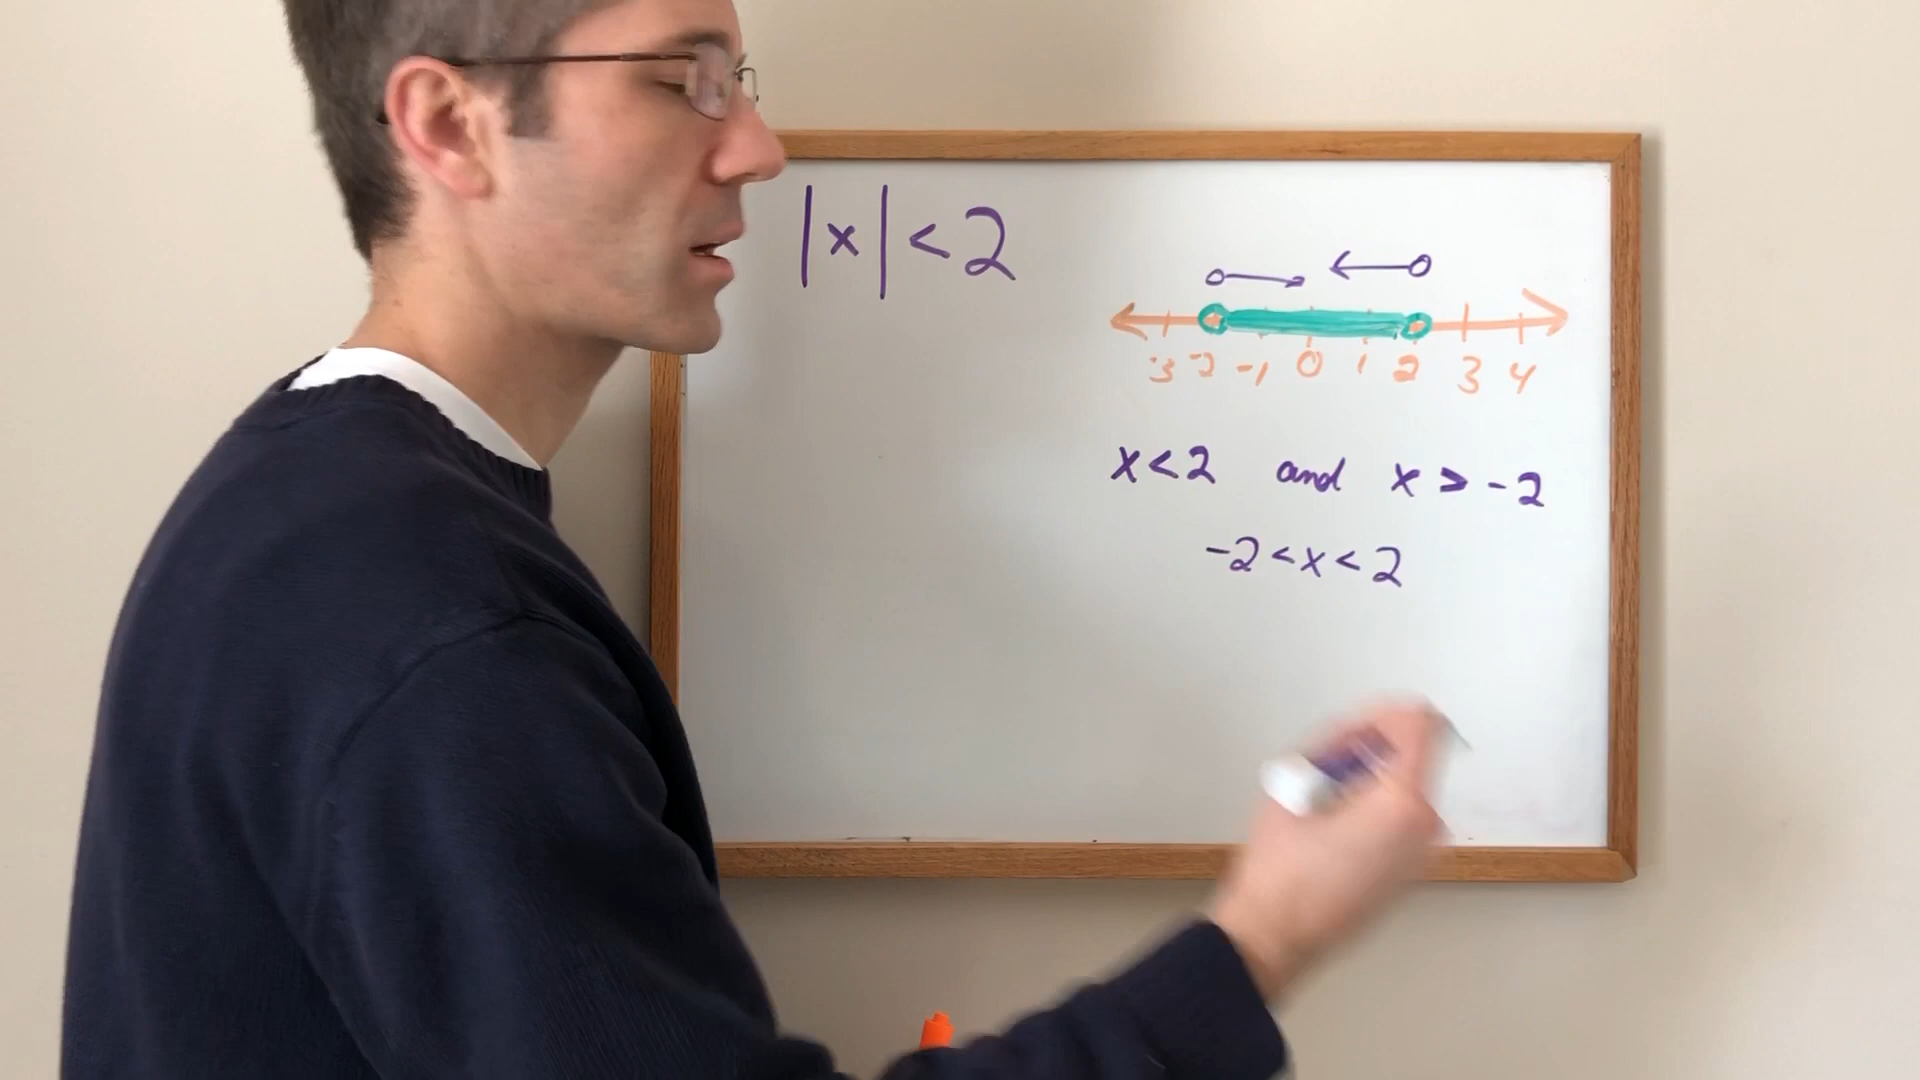 |x| < 2
-3 -2 -1 0 1 2 3 4
x < 2 and x > -2
-2 < x < 2